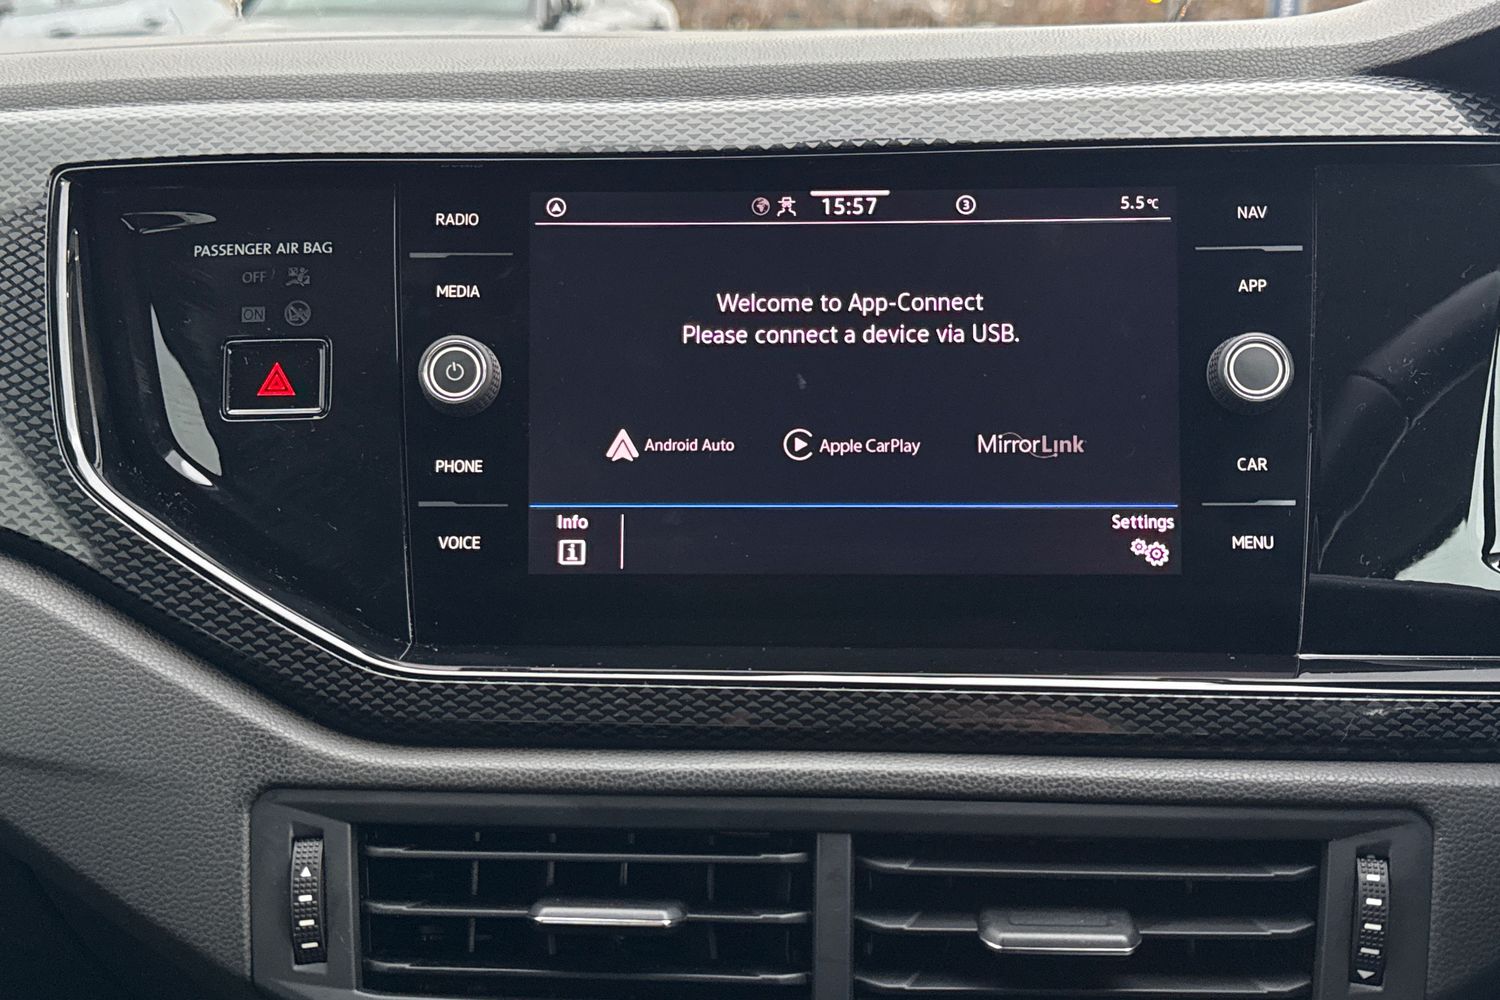 PASSENGER AIR BAG
OFF
ON
RADIO
MEDIA
PHONE
VOICE
15:57
3
5.5°C
Welcome to App-Connect
Please connect a device via USB.
Android Auto
Apple CarPlay
MirrorLink
Info
Settings
NAV
APP
CAR
MENU